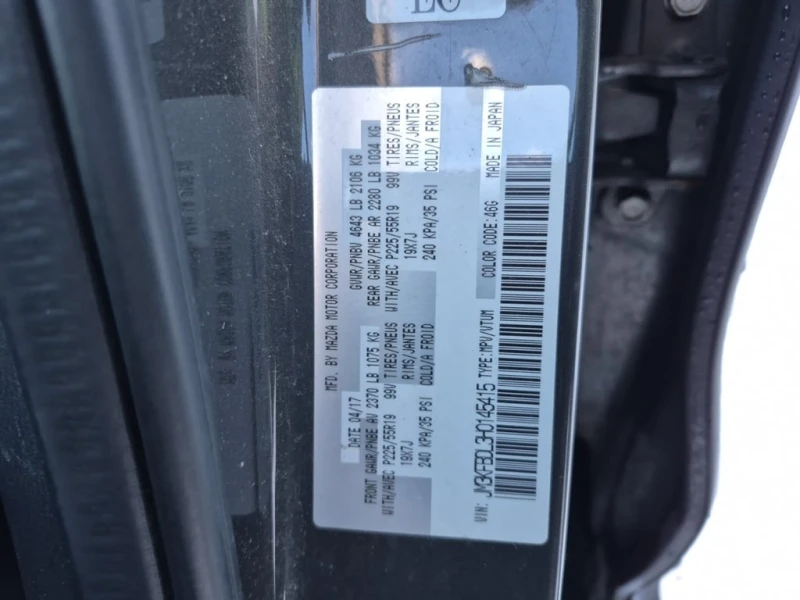 MFD. BY MAZDA MOTOR CORPORATION
DATE 04/17 GVWR/PNBV 4643 LB 2106 KG
FRONT GAWR/PNBE AV 2370 LB 1075 KG REAR GAWR/PNBE AR 2280 LB 1034 KG
WITH/AVEC P225/55R19 99V TIRES/PNEUS WITH/AVEC P225/55R19 99V TIRES/PNEUS
19X7J RIMS/JANTES 19X7J RIMS/JANTES
240 KPA/35 PSI COLD/A FROID 240 KPA/35 PSI COLD/A FROID
COLOR CODE:46G MADE IN JAPAN
VIN: JM3KFBDL3H0145415 TYPE:MPV/VTUM